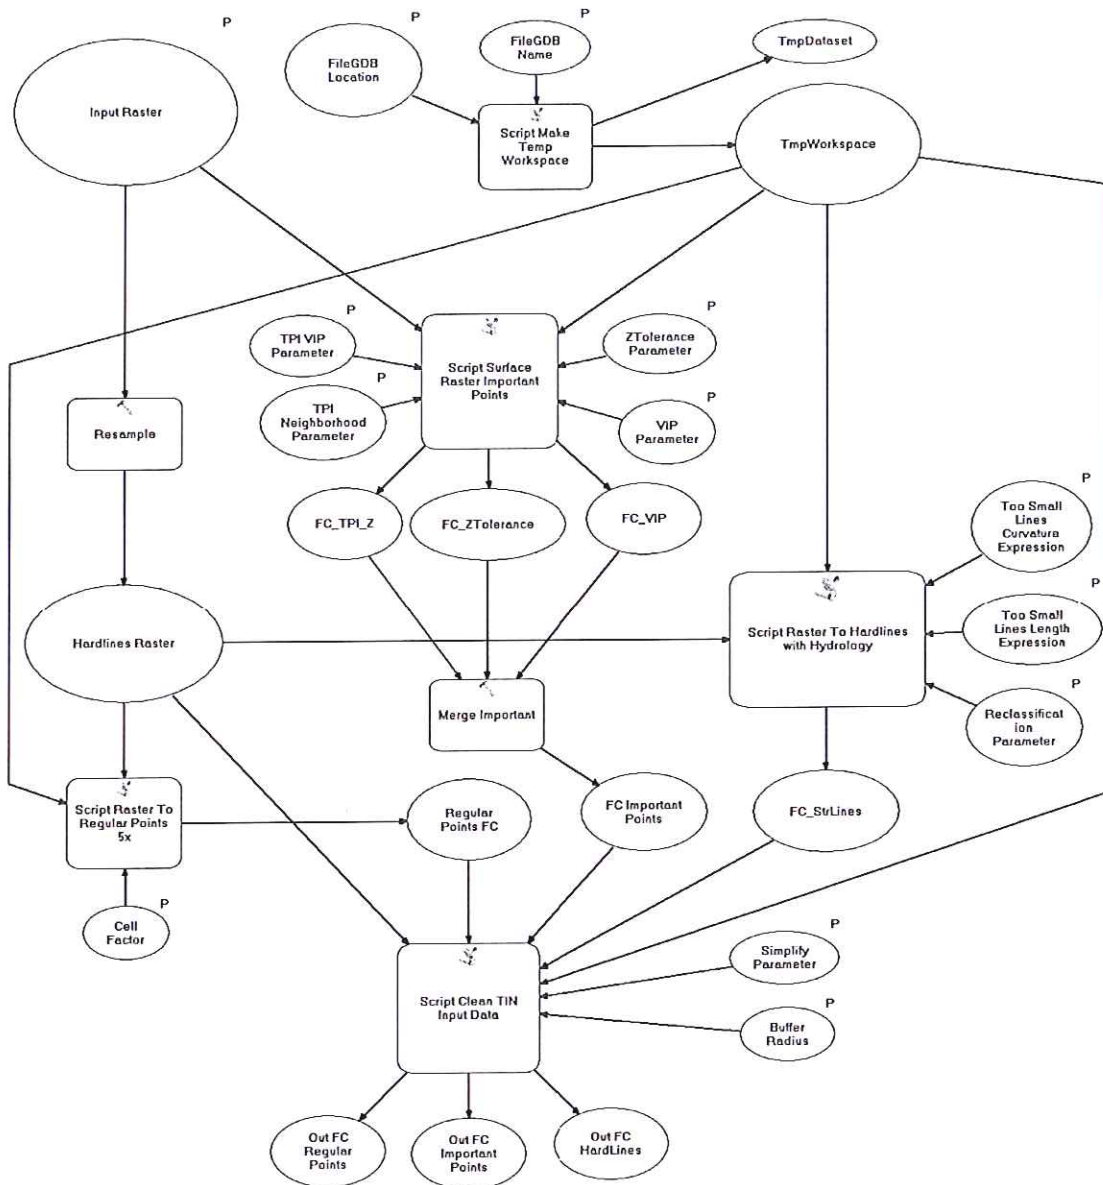 P
P
P
FileGDB
Name
TmpDataset
FileGDB
Location
Input Raster
Script Make
Temp
Workspace
TmpWorkspace
P
TPI VIP
Parameter
P
ZTolerance
Parameter
Script Surface
Raster Important
Points
P
TPI
Neighborhood
Parameter
P
VIP
Parameter
Resample
FC_TPI_Z
FC_ZTolerance
FC_VIP
P
Too Small
Lines
Curvature
Expression
P
Too Small
Lines Length
Expression
Hardlines Raster
Script Raster To Hardlines
with Hydrology
P
Reclassificat
ion
Parameter
Merge Important
Script Raster To
Regular Points
5x
Regular
Points FC
FC Important
Points
FC_StrLines
P
Cell
Factor
P
Simplify
Parameter
Script Clean TIN
Input Data
P
Buffer
Radius
Out FC
Regular
Points
Out FC
Important
Points
Out FC
HardLines